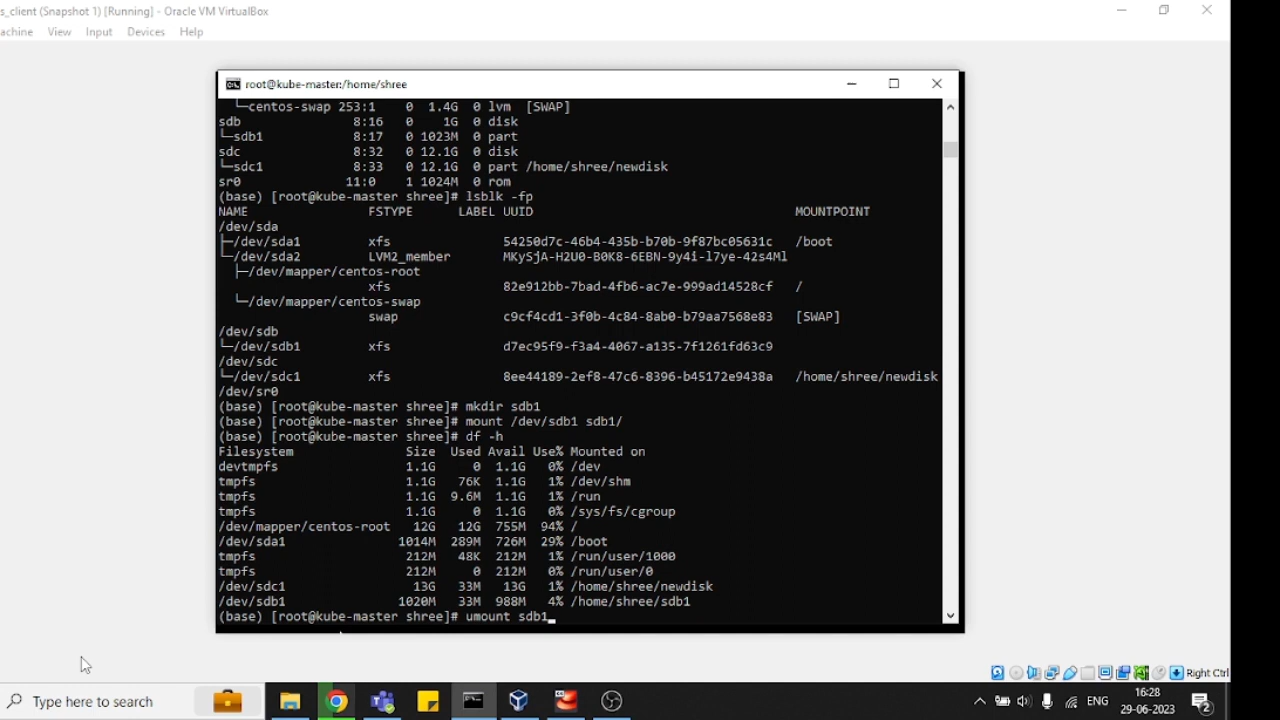 s_client (Snapshot 1) [Running] - Oracle VM VirtualBox
achine View Input Devices Help
root@kube-master:/home/shree
└─centos-swap 253:1 0 1.4G 0 lvm [SWAP]
sdb 8:16 0 1G 0 disk
└─sdb1 8:17 0 1023M 0 part
sdc 8:32 0 12.1G 0 disk
└─sdc1 8:33 0 12.1G 0 part /home/shree/newdisk
sr0 11:0 1 1024M 0 rom
(base) [root@kube-master shree]# lsblk -fp
NAME FSTYPE LABEL UUID MOUNTPOINT
/dev/sda
├─/dev/sda1 xfs 54250d7c-46b4-435b-b70b-9f87bc05631c /boot
└─/dev/sda2 LVM2_member MKySjA-H2U0-B0K8-6EBN-9y4i-l7ye-42s4Ml
├─/dev/mapper/centos-root
xfs 82e912bb-7bad-4fb6-ac7e-999ad14528cf /
└─/dev/mapper/centos-swap
swap c9cf4cd1-3f0b-4c84-8ab0-b79aa7568e83 [SWAP]
/dev/sdb
└─/dev/sdb1 xfs d7ec95f9-f3a4-4067-a135-7f1261fd63c9
/dev/sdc
└─/dev/sdc1 xfs 8ee44189-2ef8-47c6-8396-b45172e9438a /home/shree/newdisk
/dev/sr0
(base) [root@kube-master shree]# mkdir sdb1
(base) [root@kube-master shree]# mount /dev/sdb1 sdb1/
(base) [root@kube-master shree]# df -h
Filesystem Size Used Avail Use% Mounted on
devtmpfs 1.1G 0 1.1G 0% /dev
tmpfs 1.1G 76K 1.1G 1% /dev/shm
tmpfs 1.1G 9.6M 1.1G 1% /run
tmpfs 1.1G 0 1.1G 0% /sys/fs/cgroup
/dev/mapper/centos-root 12G 12G 755M 94% /
/dev/sda1 1014M 289M 726M 29% /boot
tmpfs 212M 48K 212M 1% /run/user/1000
tmpfs 212M 0 212M 0% /run/user/0
/dev/sdc1 13G 33M 13G 1% /home/shree/newdisk
/dev/sdb1 1020M 33M 988M 4% /home/shree/sdb1
(base) [root@kube-master shree]# umount sdb1
Right Ctrl
Type here to search
ENG
16:28
29-06-2023
2